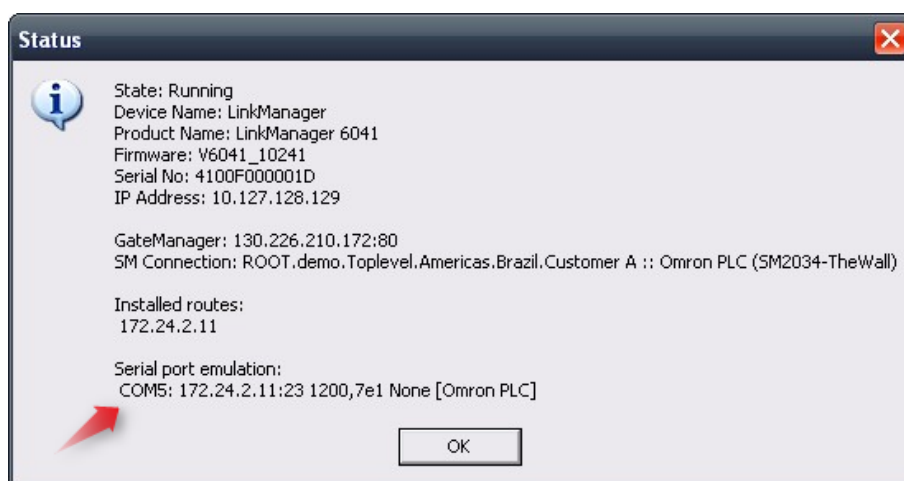 Status
State: Running
Device Name: LinkManager
Product Name: LinkManager 6041
Firmware: V6041_10241
Serial No: 4100F000001D
IP Address: 10.127.128.129
GateManager: 130.226.210.172:80
SM Connection: ROOT.demo.Toplevel.Americas.Brazil.Customer A :: Omron PLC (SM2034-TheWall)
Installed routes:
172.24.2.11
Serial port emulation:
COM5: 172.24.2.11:23 1200,7e1 None [Omron PLC]
OK